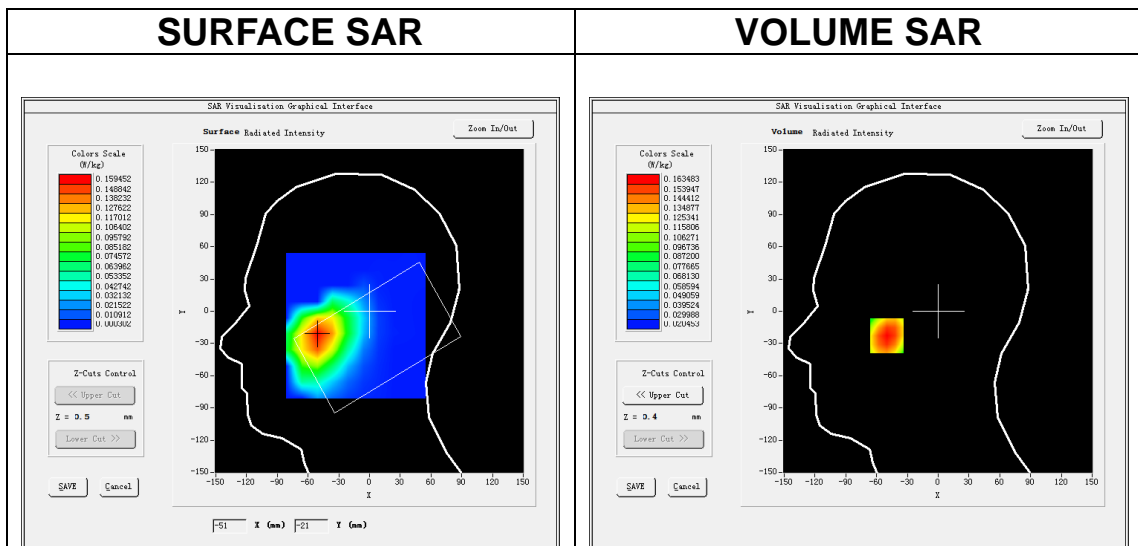 SURFACE SAR
VOLUME SAR
SAR Visualisation Graphical Interface
Surface Radiated Intensity
Zoom In/Out
Colors Scale
(W/kg)
0.159452
0.148842
0.138232
0.127622
0.117012
0.106402
0.095792
0.085182
0.074572
0.063962
0.053352
0.042742
0.032132
0.021522
0.010912
0.000302
Z-Cuts Control
<< Upper Cut
Z = 0.5 mm
Lower Cut >>
SAVE
Cancel
150
120
90
60
30
0
-30
-60
-90
-120
-150
Y
-150 -120 -90 -60 -30 0 30 60 90 120 150
X
-51 X (mm) -21 Y (mm)
SAR Visualisation Graphical Interface
Volume Radiated Intensity
Zoom In/Out
Colors Scale
(W/kg)
0.163483
0.153947
0.144412
0.134877
0.125341
0.115806
0.106271
0.096736
0.087200
0.077665
0.068130
0.058594
0.049059
0.039524
0.029988
0.020453
Z-Cuts Control
<< Upper Cut
Z = 0.4 mm
Lower Cut >>
SAVE
Cancel
150
120
90
60
30
0
-30
-60
-90
-120
-150
Y
-150 -120 -90 -60 -30 0 30 60 90 120 150
X